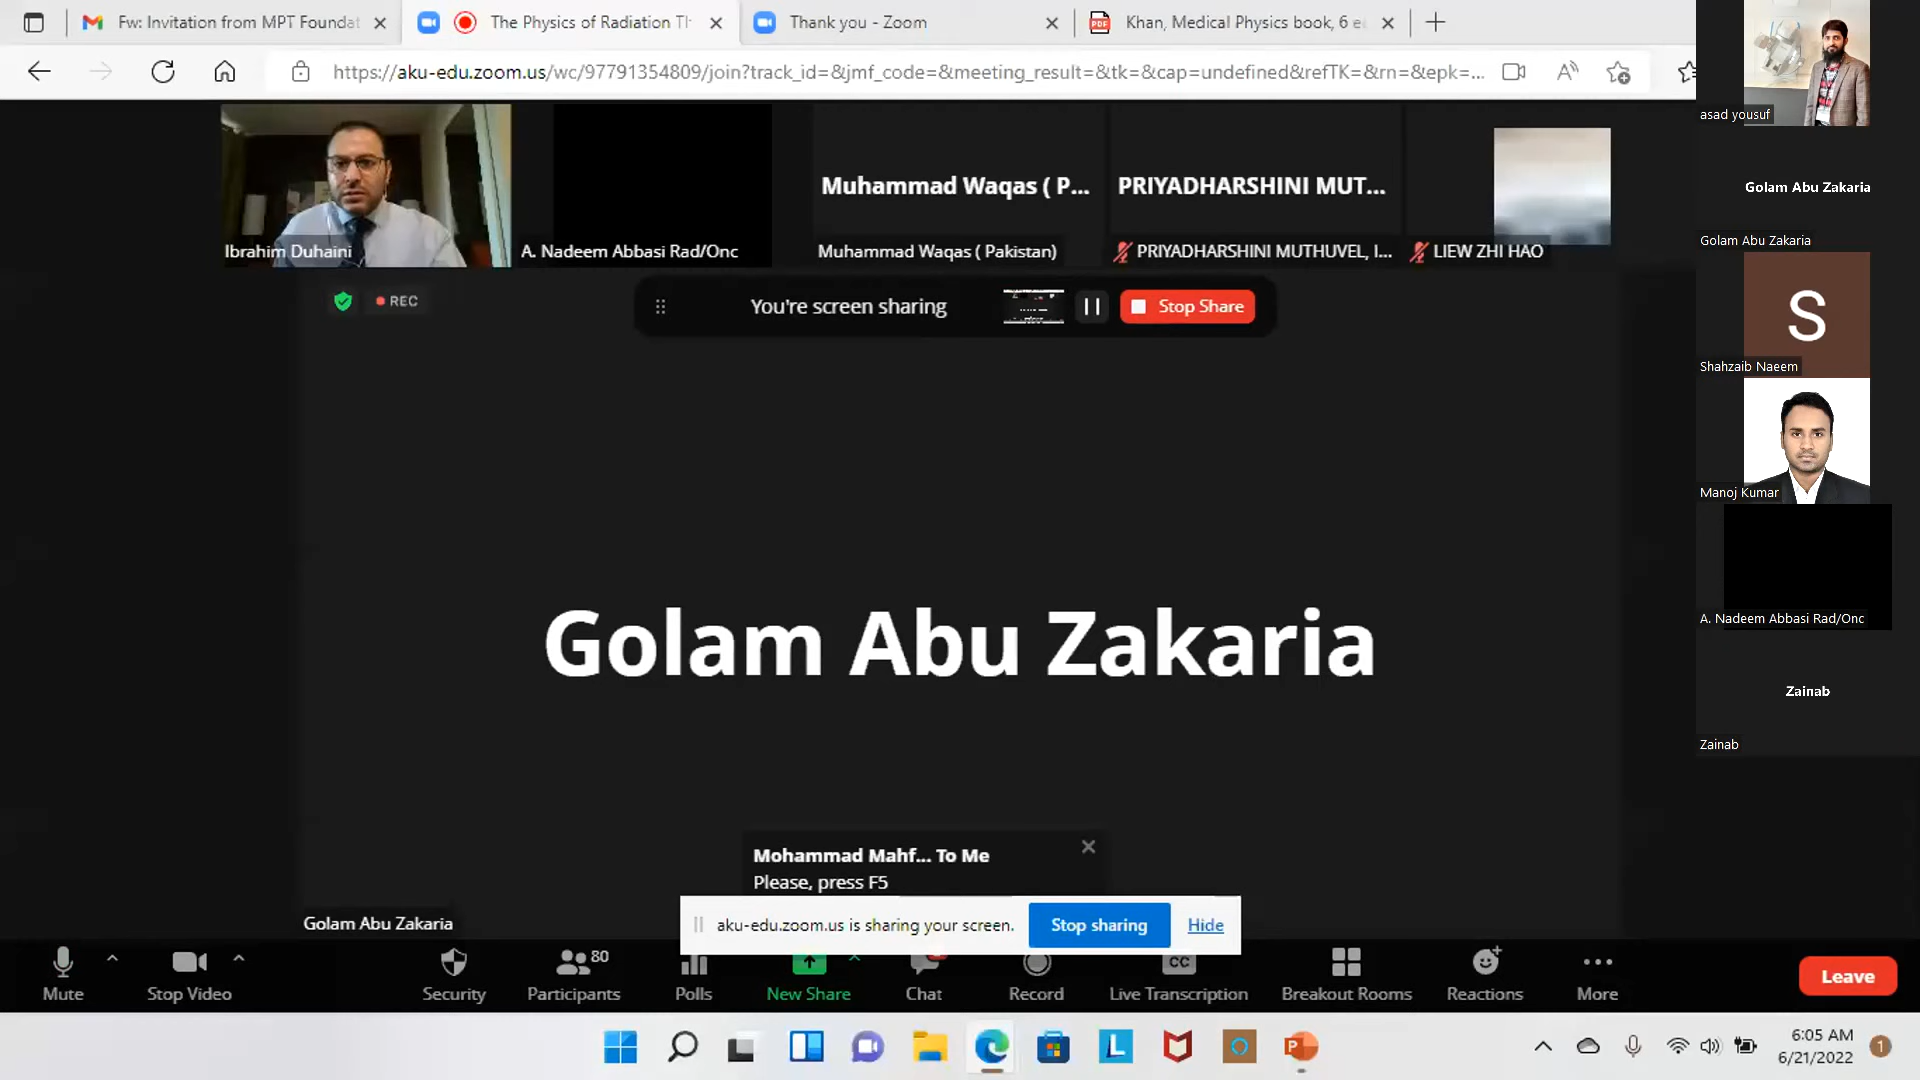 Fw: Invitation from MPT Foundat
The Physics of Radiation Th
Thank you - Zoom
Khan, Medical Physics book, 6 e
https://aku-edu.zoom.us/wc/97791354809/join?track_id=&jmf_code=&meeting_result=&tk=&cap=undefined&refTK=&rn=&epk=...
asad yousuf
Ibrahim Duhaini
A. Nadeem Abbasi Rad/Onc
Muhammad Waqas ( P...
Muhammad Waqas ( Pakistan)
PRIYADHARSHINI MUT...
PRIYADHARSHINI MUTHUVEL, I...
LIEW ZHI HAO
Golam Abu Zakaria
Golam Abu Zakaria
REC
You're screen sharing
Stop Share
S
Shahzaib Naeem
Manoj Kumar
A. Nadeem Abbasi Rad/Onc
Zainab
Zainab
Golam Abu Zakaria
Mohammad Mahf... To Me
Please, press F5
Golam Abu Zakaria
aku-edu.zoom.us is sharing your screen.
Stop sharing
Hide
Mute
Stop Video
Security
80
Participants
Polls
New Share
Chat
Record
CC
Live Transcription
Breakout Rooms
Reactions
More
Leave
6:05 AM
6/21/2022
1